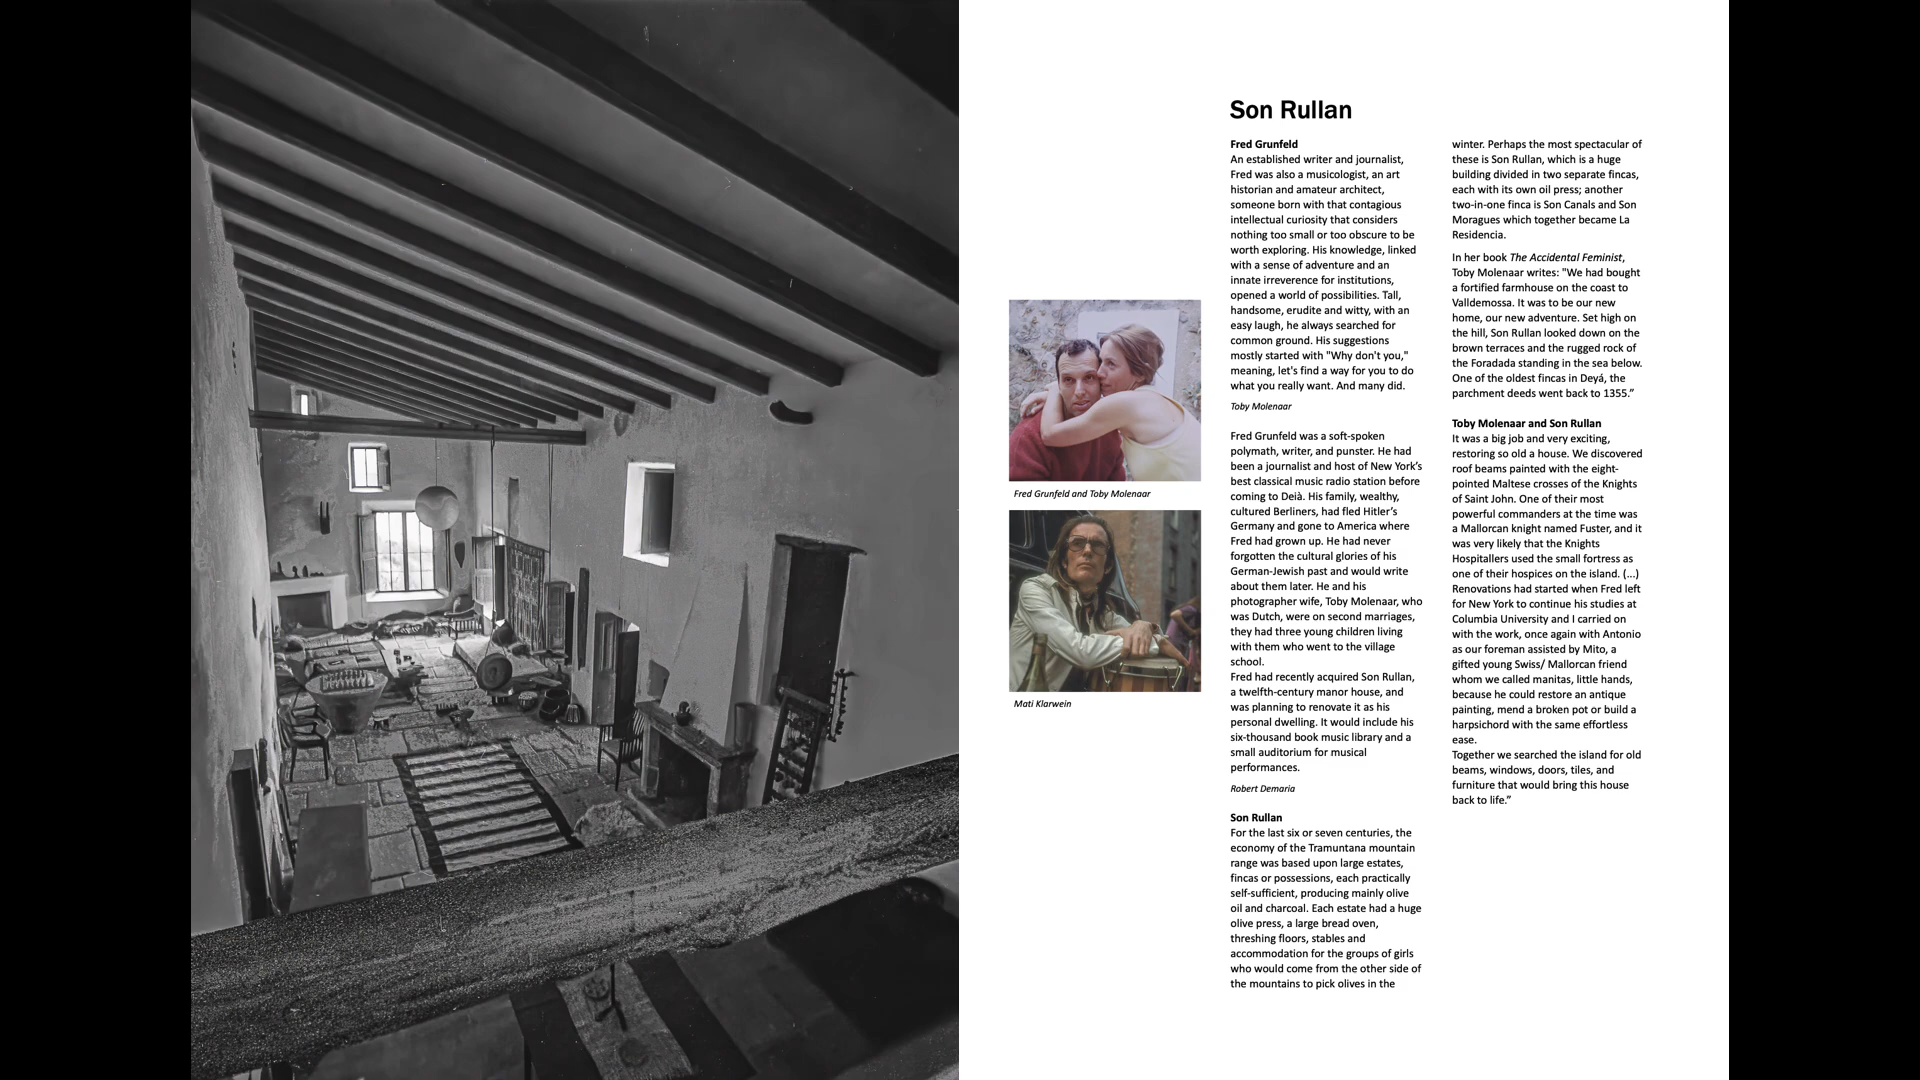 Son Rullan
Fred Grunfeld
An established writer and journalist,
Fred was also a musicologist, an art
historian and amateur architect,
someone born with that contagious
intellectual curiosity that considers
nothing too small or too obscure to be
worth exploring. His knowledge, linked
with a sense of adventure and an
innate irreverence for institutions,
opened a world of possibilities. Tall,
handsome, erudite and witty, with an
easy laugh, he always searched for
common ground. His suggestions
mostly started with "Why don't you,"
meaning, let's find a way for you to do
what you really want. And many did.
Toby Molenaar
Fred Grunfeld was a soft-spoken
polymath, writer, and punster. He had
been a journalist and host of New York’s
best classical music radio station before
coming to Deià. His family, wealthy,
cultured Berliners, had fled Hitler’s
Germany and gone to America where
Fred had grown up. He had never
forgotten the cultural glories of his
German-Jewish past and would write
about them later. He and his
photographer wife, Toby Molenaar, who
was Dutch, were on second marriages,
they had three young children living
with them who went to the village
school.
Fred had recently acquired Son Rullan,
a twelfth-century manor house, and
was planning to renovate it as his
personal dwelling. It would include his
six-thousand book music library and a
small auditorium for musical
performances.
Robert Demaria
Son Rullan
For the last six or seven centuries, the
economy of the Tramuntana mountain
range was based upon large estates,
fincas or possessions, each practically
self-sufficient, producing mainly olive
oil and charcoal. Each estate had a huge
olive press, a large bread oven,
threshing floors, stables and
accommodation for the groups of girls
who would come from the other side of
the mountains to pick olives in the
winter. Perhaps the most spectacular of
these is Son Rullan, which is a huge
building divided in two separate fincas,
each with its own oil press; another
two-in-one finca is Son Canals and Son
Moragues which together became La
Residencia.
In her book The Accidental Feminist,
Toby Molenaar writes: "We had bought
a fortified farmhouse on the coast to
Valldemossa. It was to be our new
home, our new adventure. Set high on
the hill, Son Rullan looked down on the
brown terraces and the rugged rock of
the Foradada standing in the sea below.
One of the oldest fincas in Deyá, the
parchment deeds went back to 1355.”
Toby Molenaar and Son Rullan
It was a big job and very exciting,
restoring so old a house. We discovered
roof beams painted with the eight-
pointed Maltese crosses of the Knights
of Saint John. One of their most
powerful commanders at the time was
a Mallorcan knight named Fuster, and it
was very likely that the Knights
Hospitallers used the small fortress as
one of their hospices on the island. (...)
Renovations had started when Fred left
for New York to continue his studies at
Columbia University and I carried on
with the work, once again with Antonio
as our foreman assisted by Mito, a
gifted young Swiss/ Mallorcan friend
whom we called manitas, little hands,
because he could restore an antique
painting, mend a broken pot or build a
harpsichord with the same effortless
ease.
Together we searched the island for old
beams, windows, doors, tiles, and
furniture that would bring this house
back to life.”
Fred Grunfeld and Toby Molenaar
Mati Klarwein